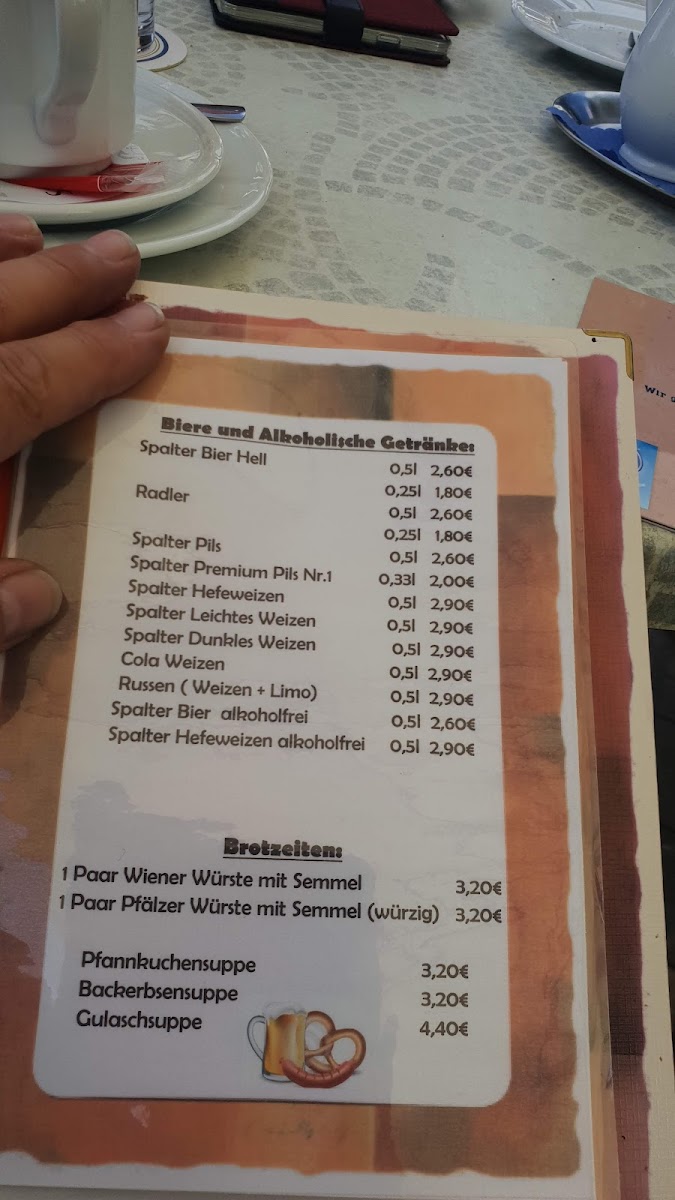 Biere und Alkoholische Getränke:
Spalter Bier Hell 0,5l 2,60€
0,25l 1,80€
Radler 0,5l 2,60€
0,25l 1,80€
Spalter Pils 0,5l 2,60€
Spalter Premium Pils Nr.1 0,33l 2,00€
Spalter Hefeweizen 0,5l 2,90€
Spalter Leichtes Weizen 0,5l 2,90€
Spalter Dunkles Weizen 0,5l 2,90€
Cola Weizen 0,5l 2,90€
Russen ( Weizen + Limo) 0,5l 2,90€
Spalter Bier alkoholfrei 0,5l 2,60€
Spalter Hefeweizen alkoholfrei 0,5l 2,90€
Brotzeiten:
1 Paar Wiener Würste mit Semmel 3,20€
1 Paar Pfälzer Würste mit Semmel (würzig) 3,20€
Pfannkuchensuppe 3,20€
Backerbsensuppe 3,20€
Gulaschsuppe 4,40€
Wir